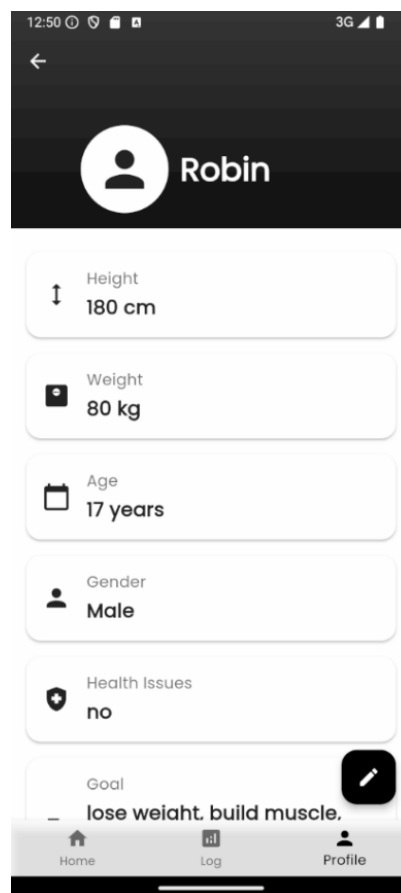 12:50 3G
Robin
Height
180 cm
Weight
80 kg
Age
17 years
Gender
Male
Health Issues
no
Goal
lose weight, build muscle,
Home Log Profile